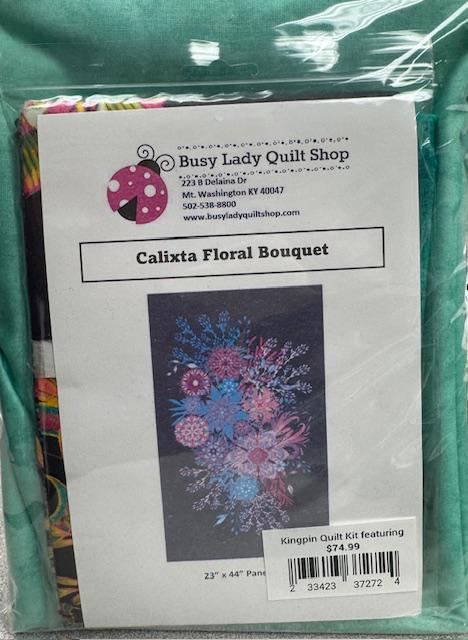 Busy Lady Quilt Shop
223 B Delaina Dr
Mt. Washington KY 40047
502-538-8800
www.busyladyquiltshop.com
Calixta Floral Bouquet
23" x 44"
Kingpin Quilt Kit featuring
$74.99
2 33423 37272 4